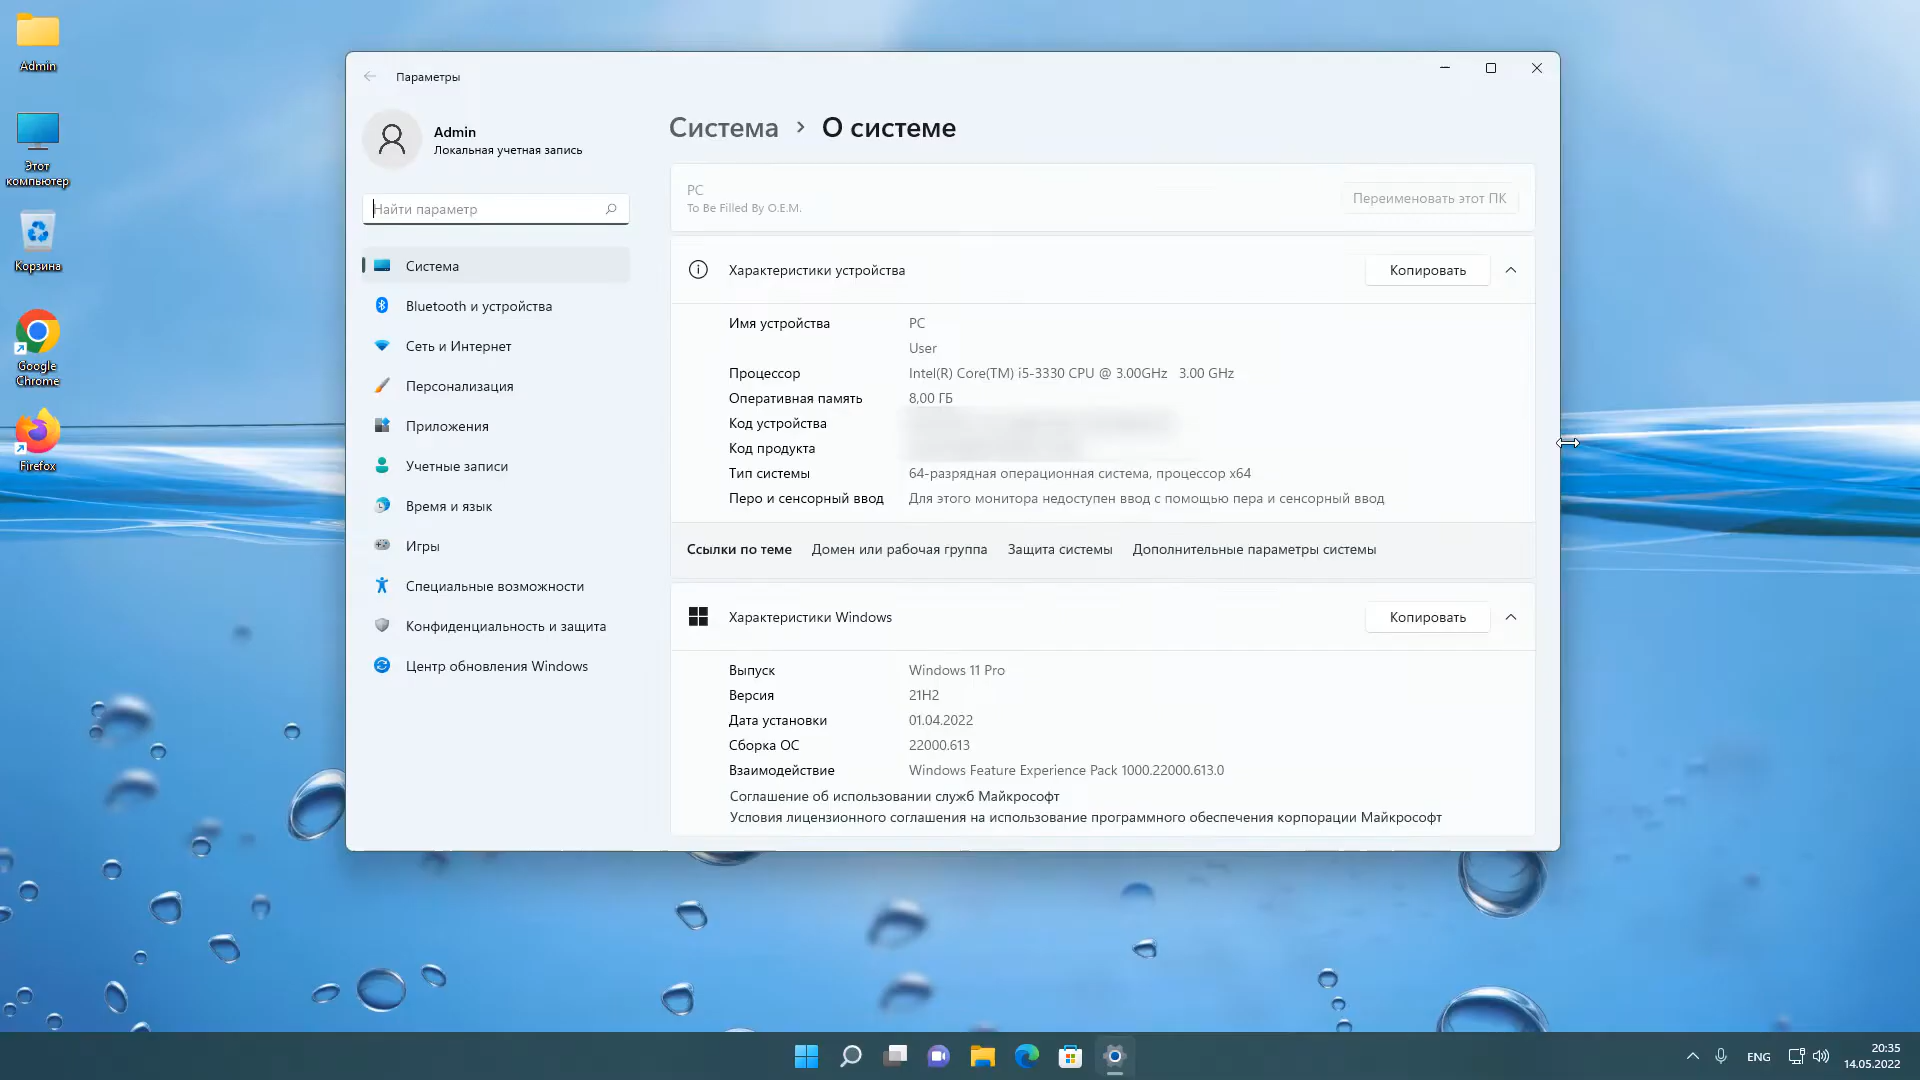 Admin
Этот
компьютер
Корзина
Google
Chrome
Firefox
Параметры
Admin
Локальная учетная запись
Найти параметр
Система
Bluetooth и устройства
Сеть и Интернет
Персонализация
Приложения
Учетные записи
Время и язык
Игры
Специальные возможности
Конфиденциальность и защита
Центр обновления Windows
Система > О системе
PC
To Be Filled By O.E.M.
Переименовать этот ПК
Характеристики устройства
Копировать
Имя устройства PC
User
Процессор Intel(R) Core(TM) i5-3330 CPU @ 3.00GHz 3.00 GHz
Оперативная память 8,00 ГБ
Код устройства
Код продукта
Тип системы 64-разрядная операционная система, процессор x64
Перо и сенсорный ввод Для этого монитора недоступен ввод с помощью пера и сенсорный ввод
Ссылки по теме Домен или рабочая группа Защита системы Дополнительные параметры системы
Характеристики Windows
Копировать
Выпуск Windows 11 Pro
Версия 21H2
Дата установки 01.04.2022
Сборка ОС 22000.613
Взаимодействие Windows Feature Experience Pack 1000.22000.613.0
Соглашение об использовании служб Майкрософт
Условия лицензионного соглашения на использование программного обеспечения корпорации Майкрософт
ENG
20:35
14.05.2022